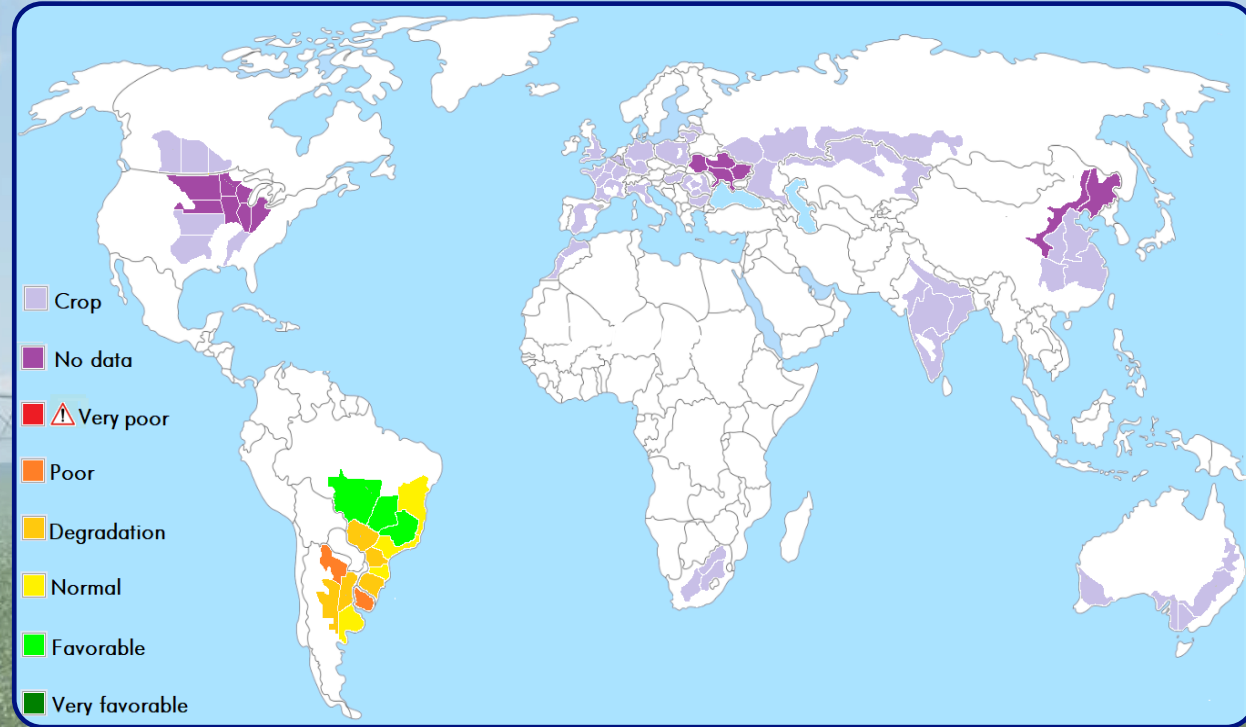 Crop
No data
Very poor
Poor
Degradation
Normal
Favorable
Very favorable